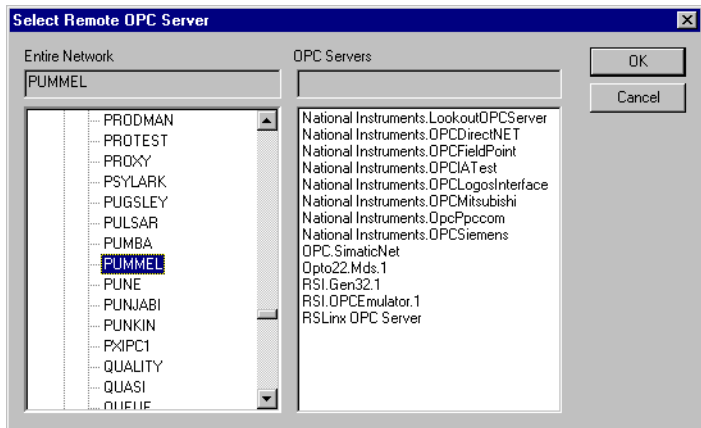 Select Remote OPC Server
Entire Network
PUMMEL
PRODMAN
PROTEST
PROXY
PSYLARK
PUGSLEY
PULSAR
PUMBA
PUMMEL
PUNE
PUNJABI
PUNKIN
PXIPC1
QUALITY
QUASI
QUEUE
OPC Servers
National Instruments.LookoutOPCServer
National Instruments.OPCDirectNET
National Instruments.OPCFieldPoint
National Instruments.OPCIATest
National Instruments.OPCLogosInterface
National Instruments.OPCMitsubishi
National Instruments.OpcPpccom
National Instruments.OPCSiemens
OPC.SimaticNet
Opto22.Mds.1
RSI.Gen32.1
RSI.OPCEmulator.1
RSLinx OPC Server
OK
Cancel